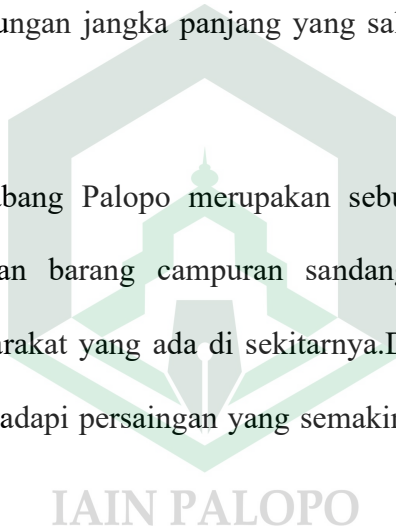 ungan jangka panjang yang sal
bang Palopo merupakan sebu
an barang campuran sandang
arakat yang ada di sekitarnya.D
adapi persaingan yang semakin
IAIN PALOPO